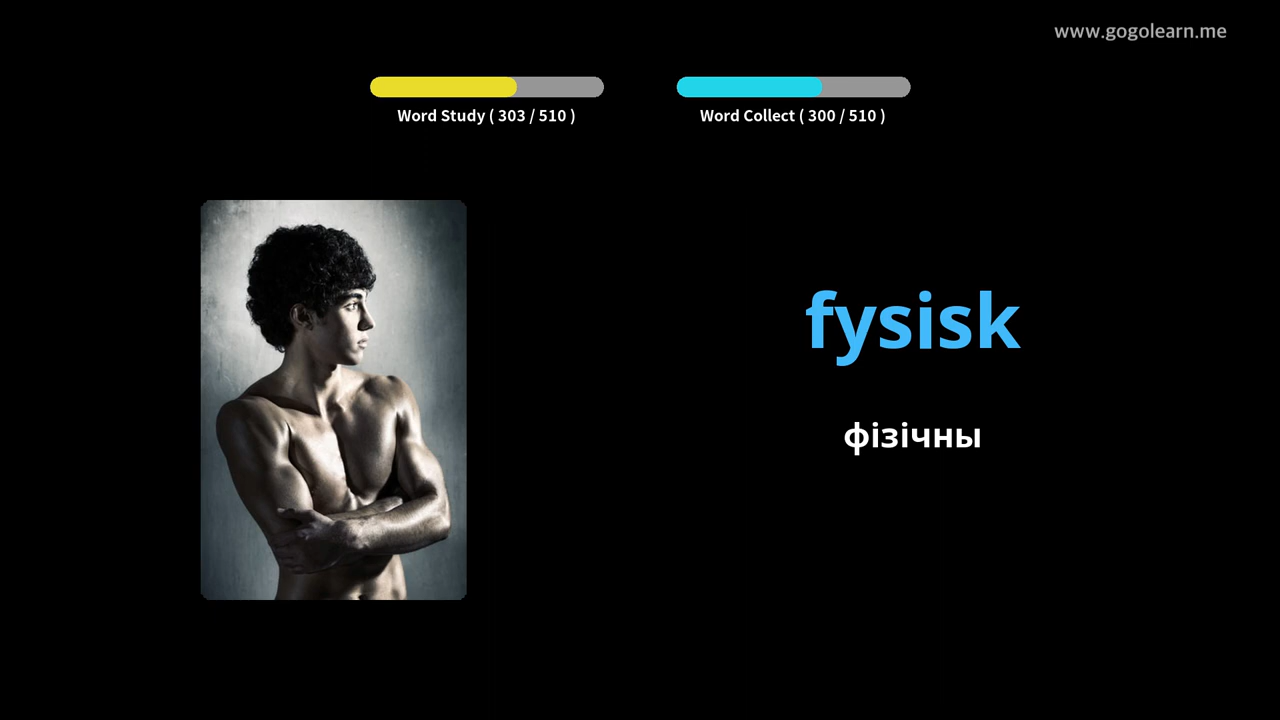 www.gogolearn.me
Word Study ( 303 / 510 )
Word Collect ( 300 / 510 )
fysisk
фізічны